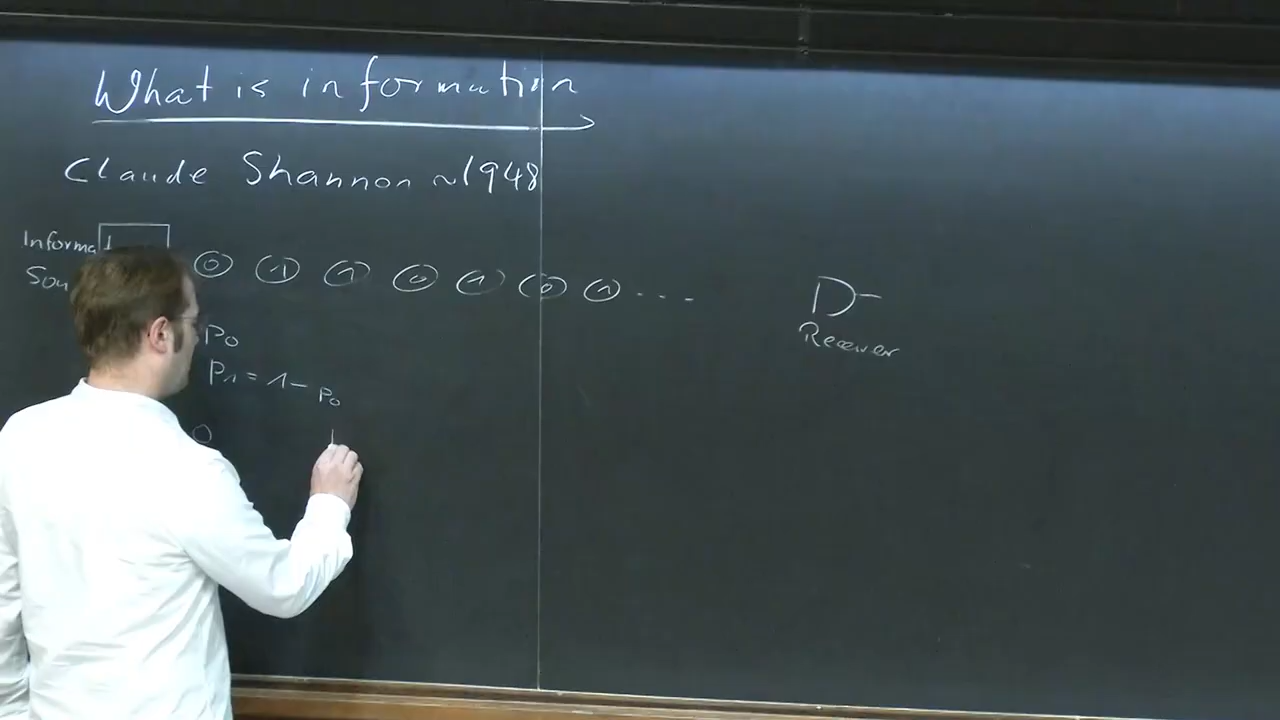 What is information
Claude Shannon ~1948
Informa
Sou
0 1 1 0 1 0 1 ...
Receiver
p0
p1 = 1 - p0
0